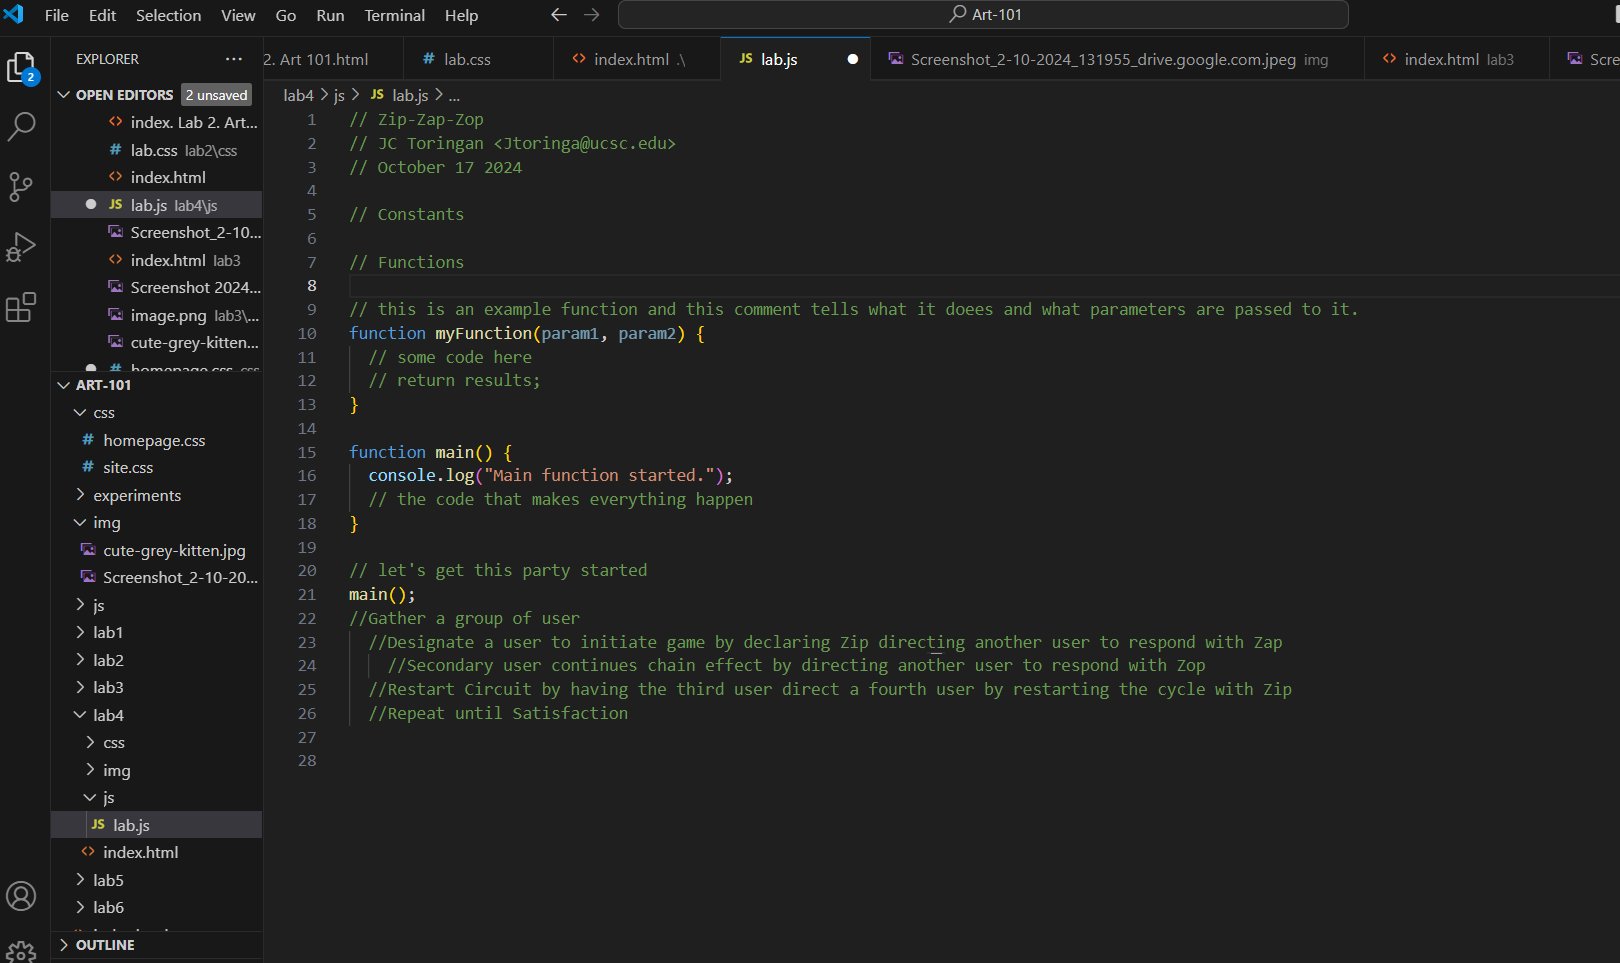 File Edit Selection View Go Run Terminal Help
Art-101
EXPLORER
2. Art 101.html
# lab.css
<> index.html .\
JS lab.js
Screenshot_2-10-2024_131955_drive.google.com.jpeg img
<> index.html lab3
Scre
2
OPEN EDITORS 2 unsaved
<> index. Lab 2. Art...
# lab.css lab2\css
<> index.html
JS lab.js lab4\js
Screenshot_2-10...
<> index.html lab3
Screenshot 2024...
image.png lab3\...
cute-grey-kitten...
# homepage.css css
ART-101
css
# homepage.css
# site.css
experiments
img
cute-grey-kitten.jpg
Screenshot_2-10-20...
js
lab1
lab2
lab3
lab4
css
img
js
JS lab.js
<> index.html
lab5
lab6
OUTLINE
lab4 > js > JS lab.js > ...
1 // Zip-Zap-Zop
2 // JC Toringan <Jtoringa@ucsc.edu>
3 // October 17 2024
4
5 // Constants
6
7 // Functions
8
9 // this is an example function and this comment tells what it doees and what parameters are passed to it.
10 function myFunction(param1, param2) {
11 // some code here
12 // return results;
13 }
14
15 function main() {
16 console.log("Main function started.");
17 // the code that makes everything happen
18 }
19
20 // let's get this party started
21 main();
22 //Gather a group of user
23 //Designate a user to initiate game by declaring Zip directing another user to respond with Zap
24 //Secondary user continues chain effect by directing another user to respond with Zop
25 //Restart Circuit by having the third user direct a fourth user by restarting the cycle with Zip
26 //Repeat until Satisfaction
27
28